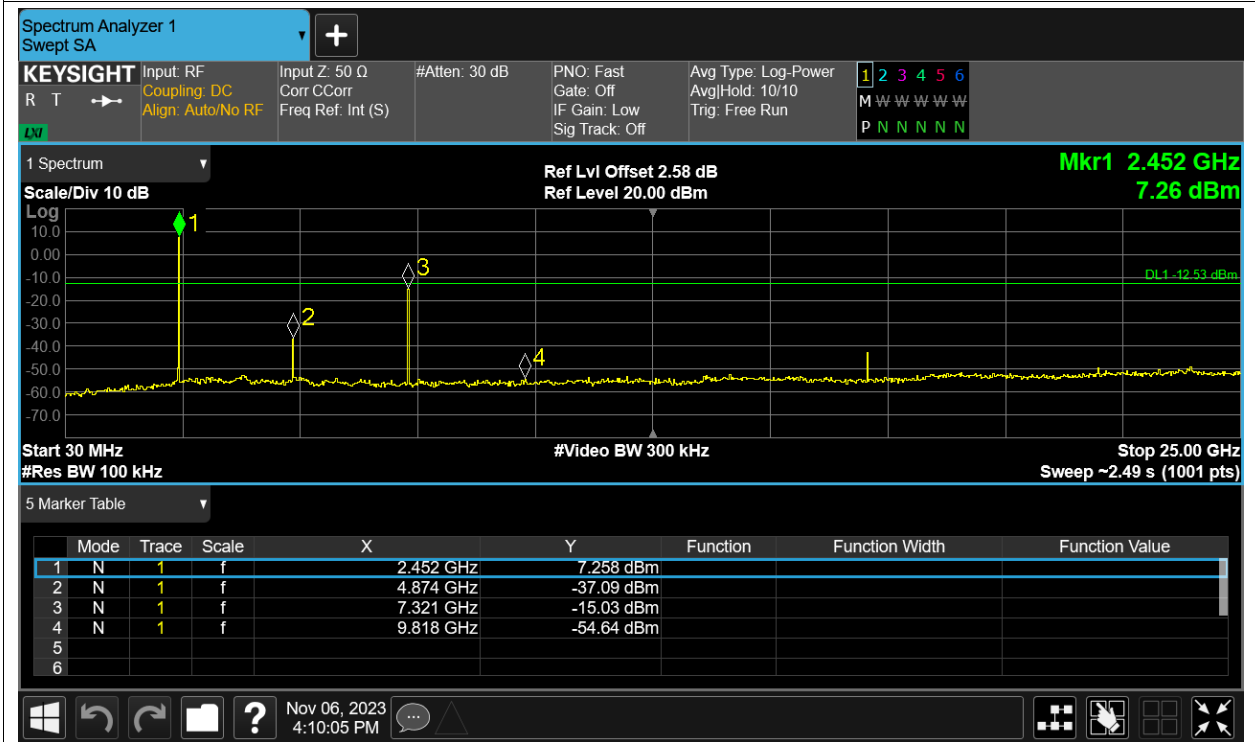 Spectrum Analyzer 1
Swept SA
KEYSIGHT
R T
LXI
Input: RF
Coupling: DC
Align: Auto/No RF
Input Z: 50 Ω
Corr CCorr
Freq Ref: Int (S)
#Atten: 30 dB
PNO: Fast
Gate: Off
IF Gain: Low
Sig Track: Off
Avg Type: Log-Power
Avg|Hold: 10/10
Trig: Free Run
1 2 3 4 5 6
M W W W W W
P N N N N N
1 Spectrum
Scale/Div 10 dB
Ref Lvl Offset 2.58 dB
Ref Level 20.00 dBm
Mkr1 2.452 GHz
7.26 dBm
Log
10.0
0.00
-10.0
-20.0
-30.0
-40.0
-50.0
-60.0
-70.0
1
2
3
4
DL1 -12.53 dBm
Start 30 MHz
#Video BW 300 kHz
Stop 25.00 GHz
#Res BW 100 kHz
Sweep ~2.49 s (1001 pts)
5 Marker Table
Mode Trace Scale X Y Function Function Width Function Value
1 N 1 f 2.452 GHz 7.258 dBm
2 N 1 f 4.874 GHz -37.09 dBm
3 N 1 f 7.321 GHz -15.03 dBm
4 N 1 f 9.818 GHz -54.64 dBm
5
6
?
Nov 06, 2023
4:10:05 PM